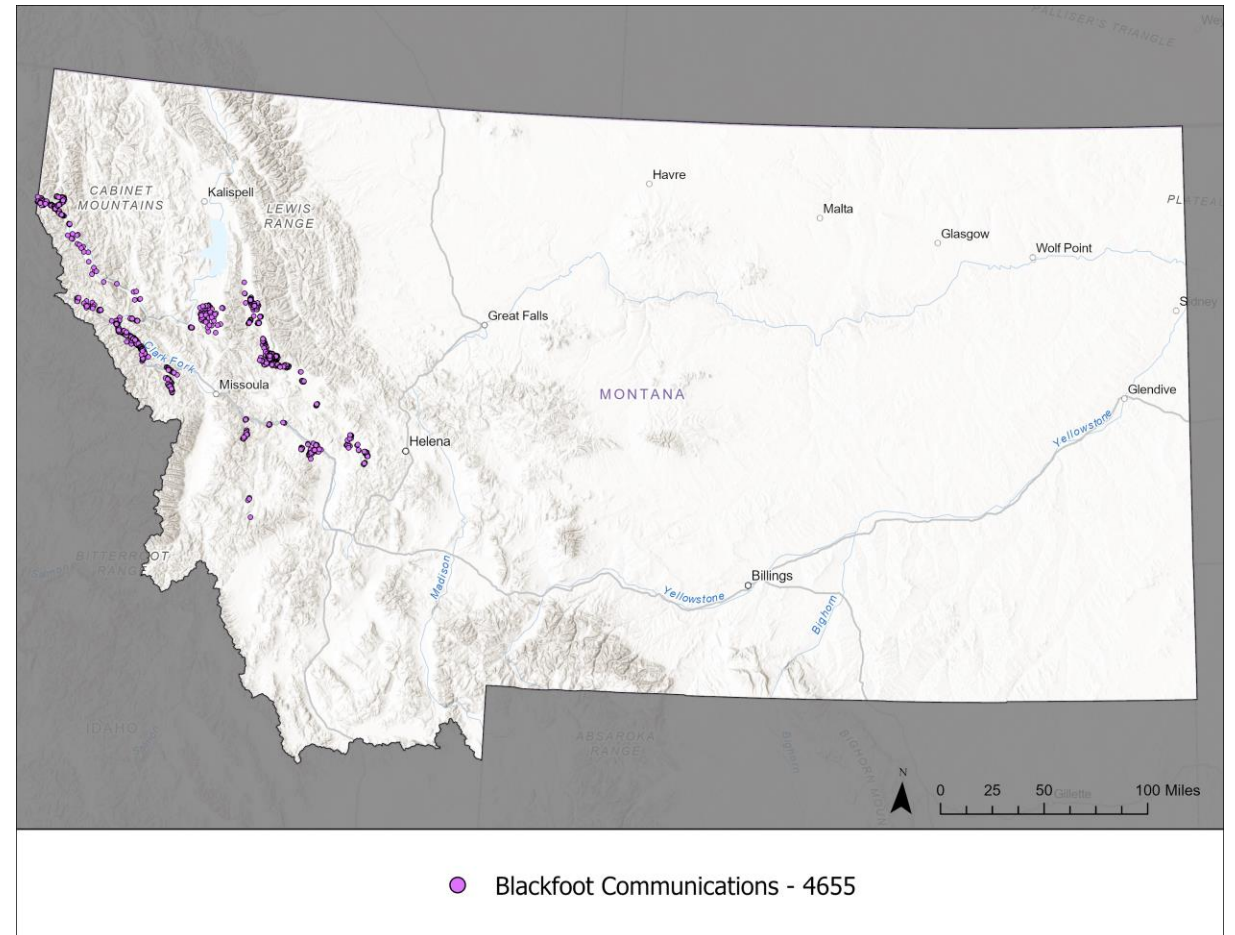 PALLISER'S TRIANGLE
CABINET
MOUNTAINS
Kalispell
LEWIS
RANGE
Havre
Malta
Glasgow
Wolf Point
Sidney
Great Falls
Clark Fork
Missoula
MONTANA
Glendive
Yellowstone
Helena
BITTERROOT
RANGE
Madison
Yellowstone
Billings
Bighorn
IDAHO
ABSAROKA
RANGE
Bighorn
N
0 25 50 100 Miles
Gillette
Blackfoot Communications - 4655